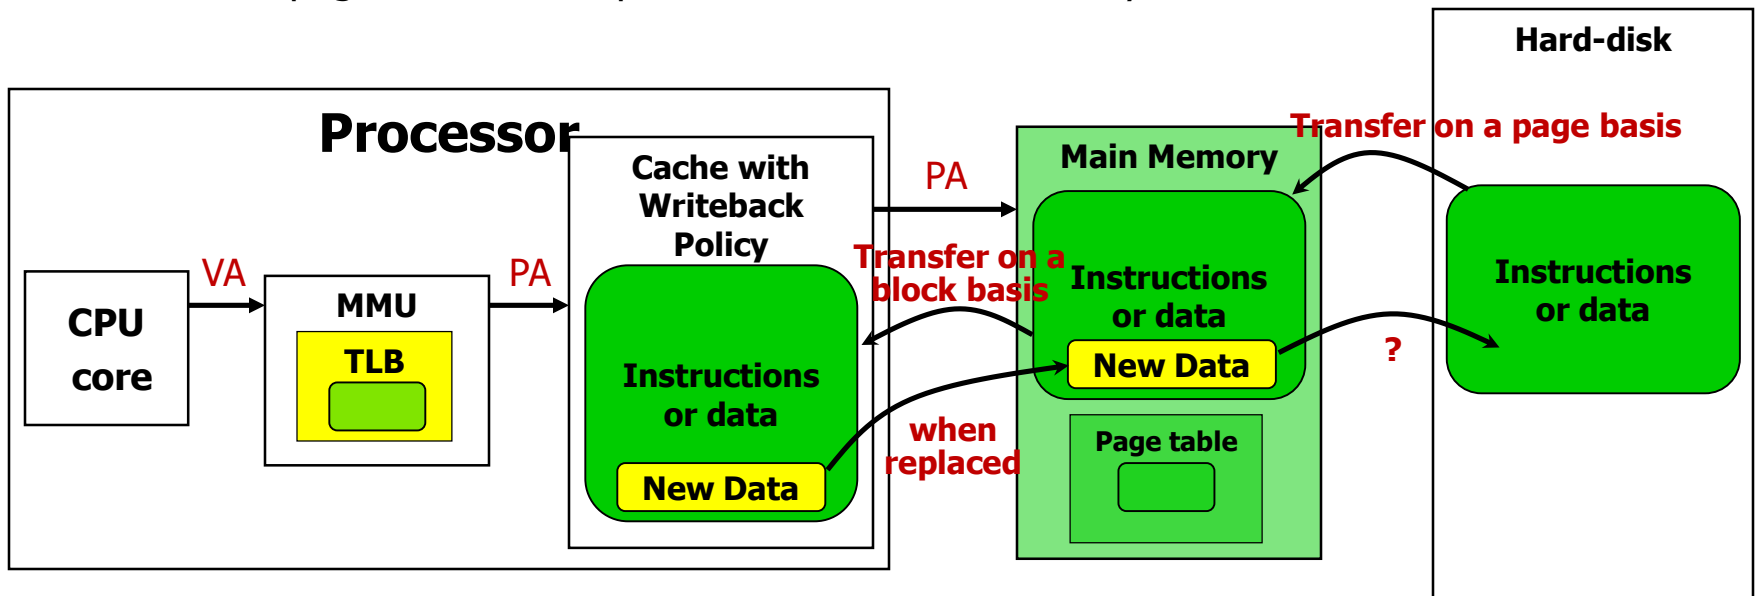 Hard-disk
Processor
Transfer on a page basis
Main Memory
Cache with
Writeback
Policy
PA
VA
PA
Transfer on a
block basis
CPU
core
MMU
TLB
Instructions
or data
Instructions
or data
Instructions
or data
New Data
?
when
replaced
Page table
New Data